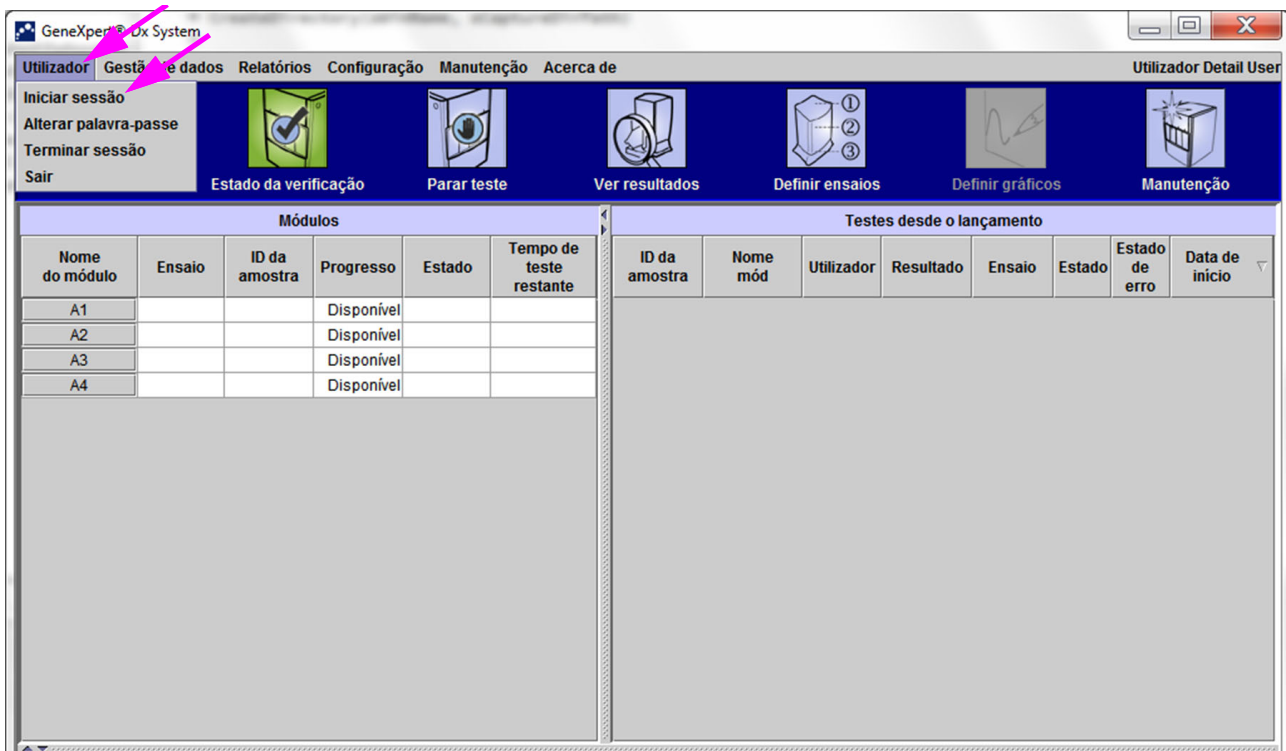 GeneXpert® Dx System
Utilizador Gestão de dados Relatórios Configuração Manutenção Acerca de Utilizador Detail User
Iniciar sessão
Alterar palavra-passe
Terminar sessão
Sair
Estado da verificação Parar teste Ver resultados Definir ensaios Definir gráficos Manutenção
① 
② 
③
Módulos
Nome do módulo Ensaio ID da amostra Progresso Estado Tempo de teste restante
A1 Disponível
A2 Disponível
A3 Disponível
A4 Disponível
Testes desde o lançamento
ID da amostra Nome mód Utilizador Resultado Ensaio Estado Estado de erro Data de início